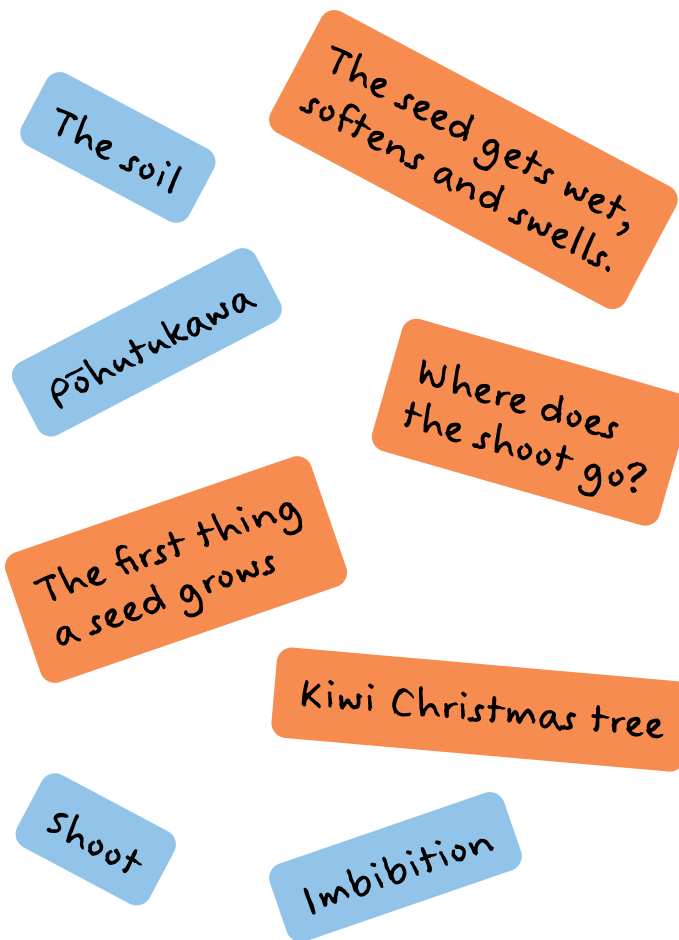 The soil
The seed gets wet,
softens and swells.
pōhutukawa
Where does
the shoot go?
The first thing
a seed grows
Kiwi Christmas tree
shoot
Imbibition